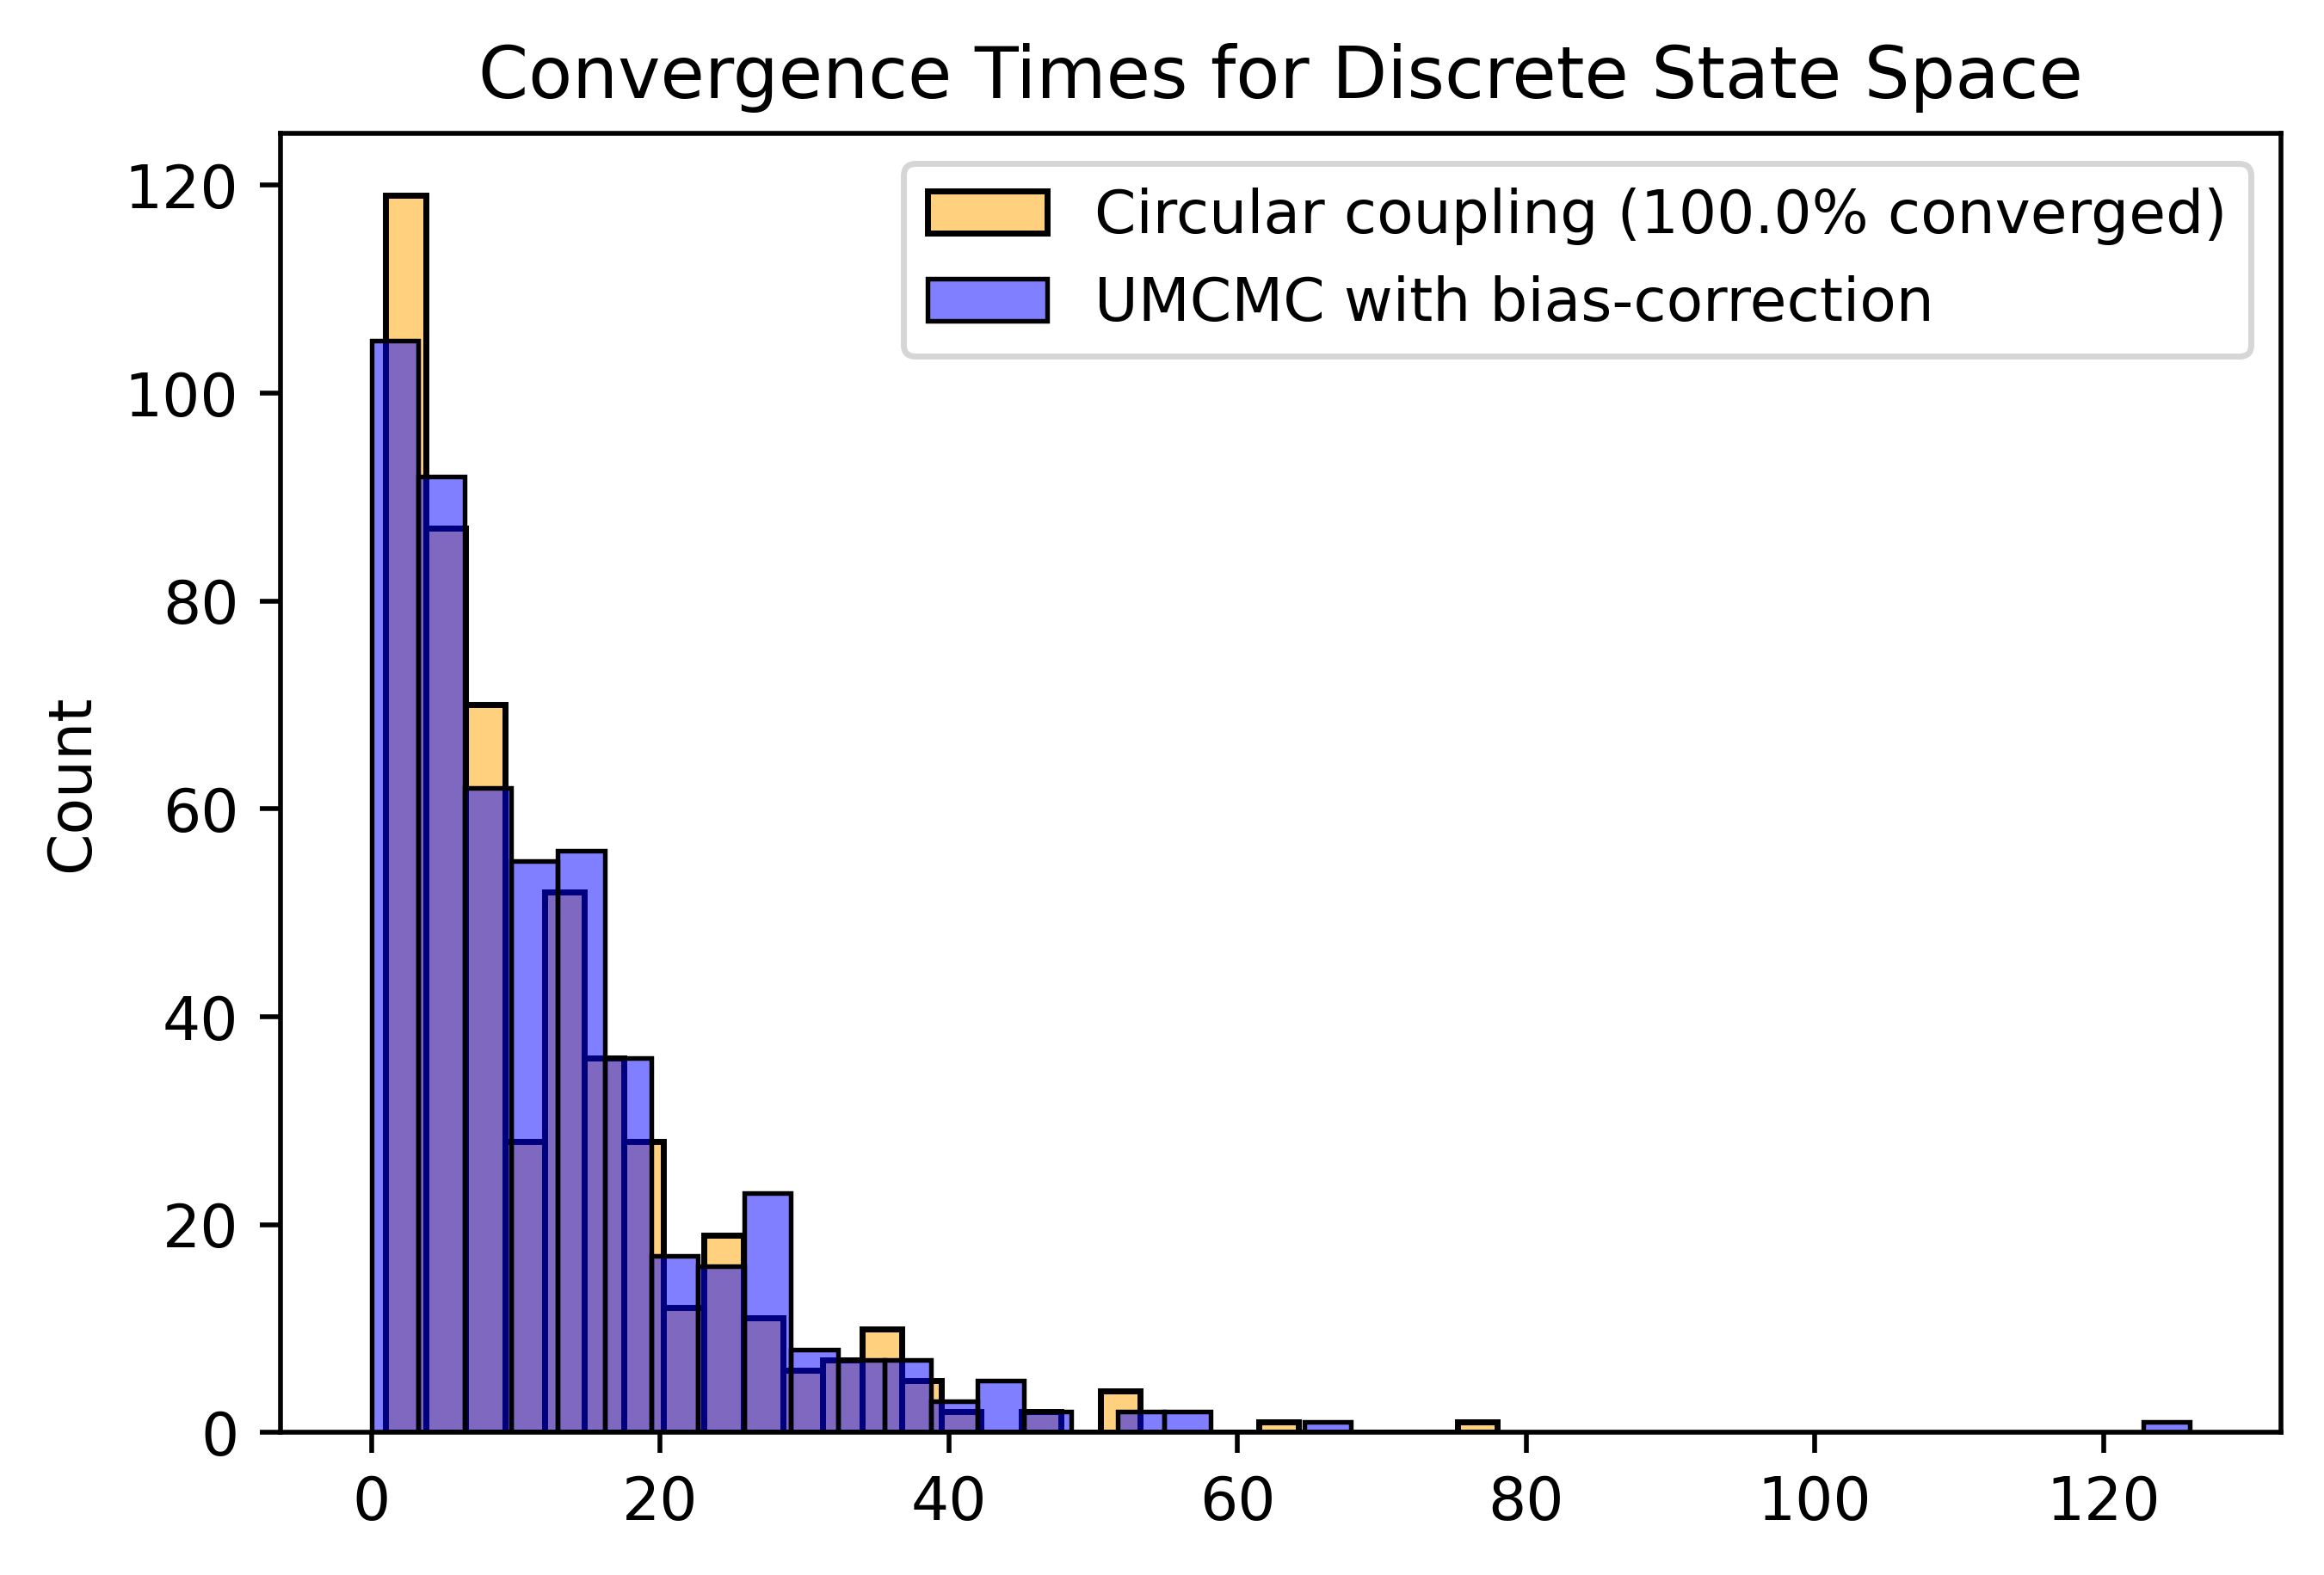 Convergence Times for Discrete State Space
Circular coupling (100.0% converged)
UMCMC with bias-correction
Count
120
100
80
60
40
20
0
0 20 40 60 80 100 120